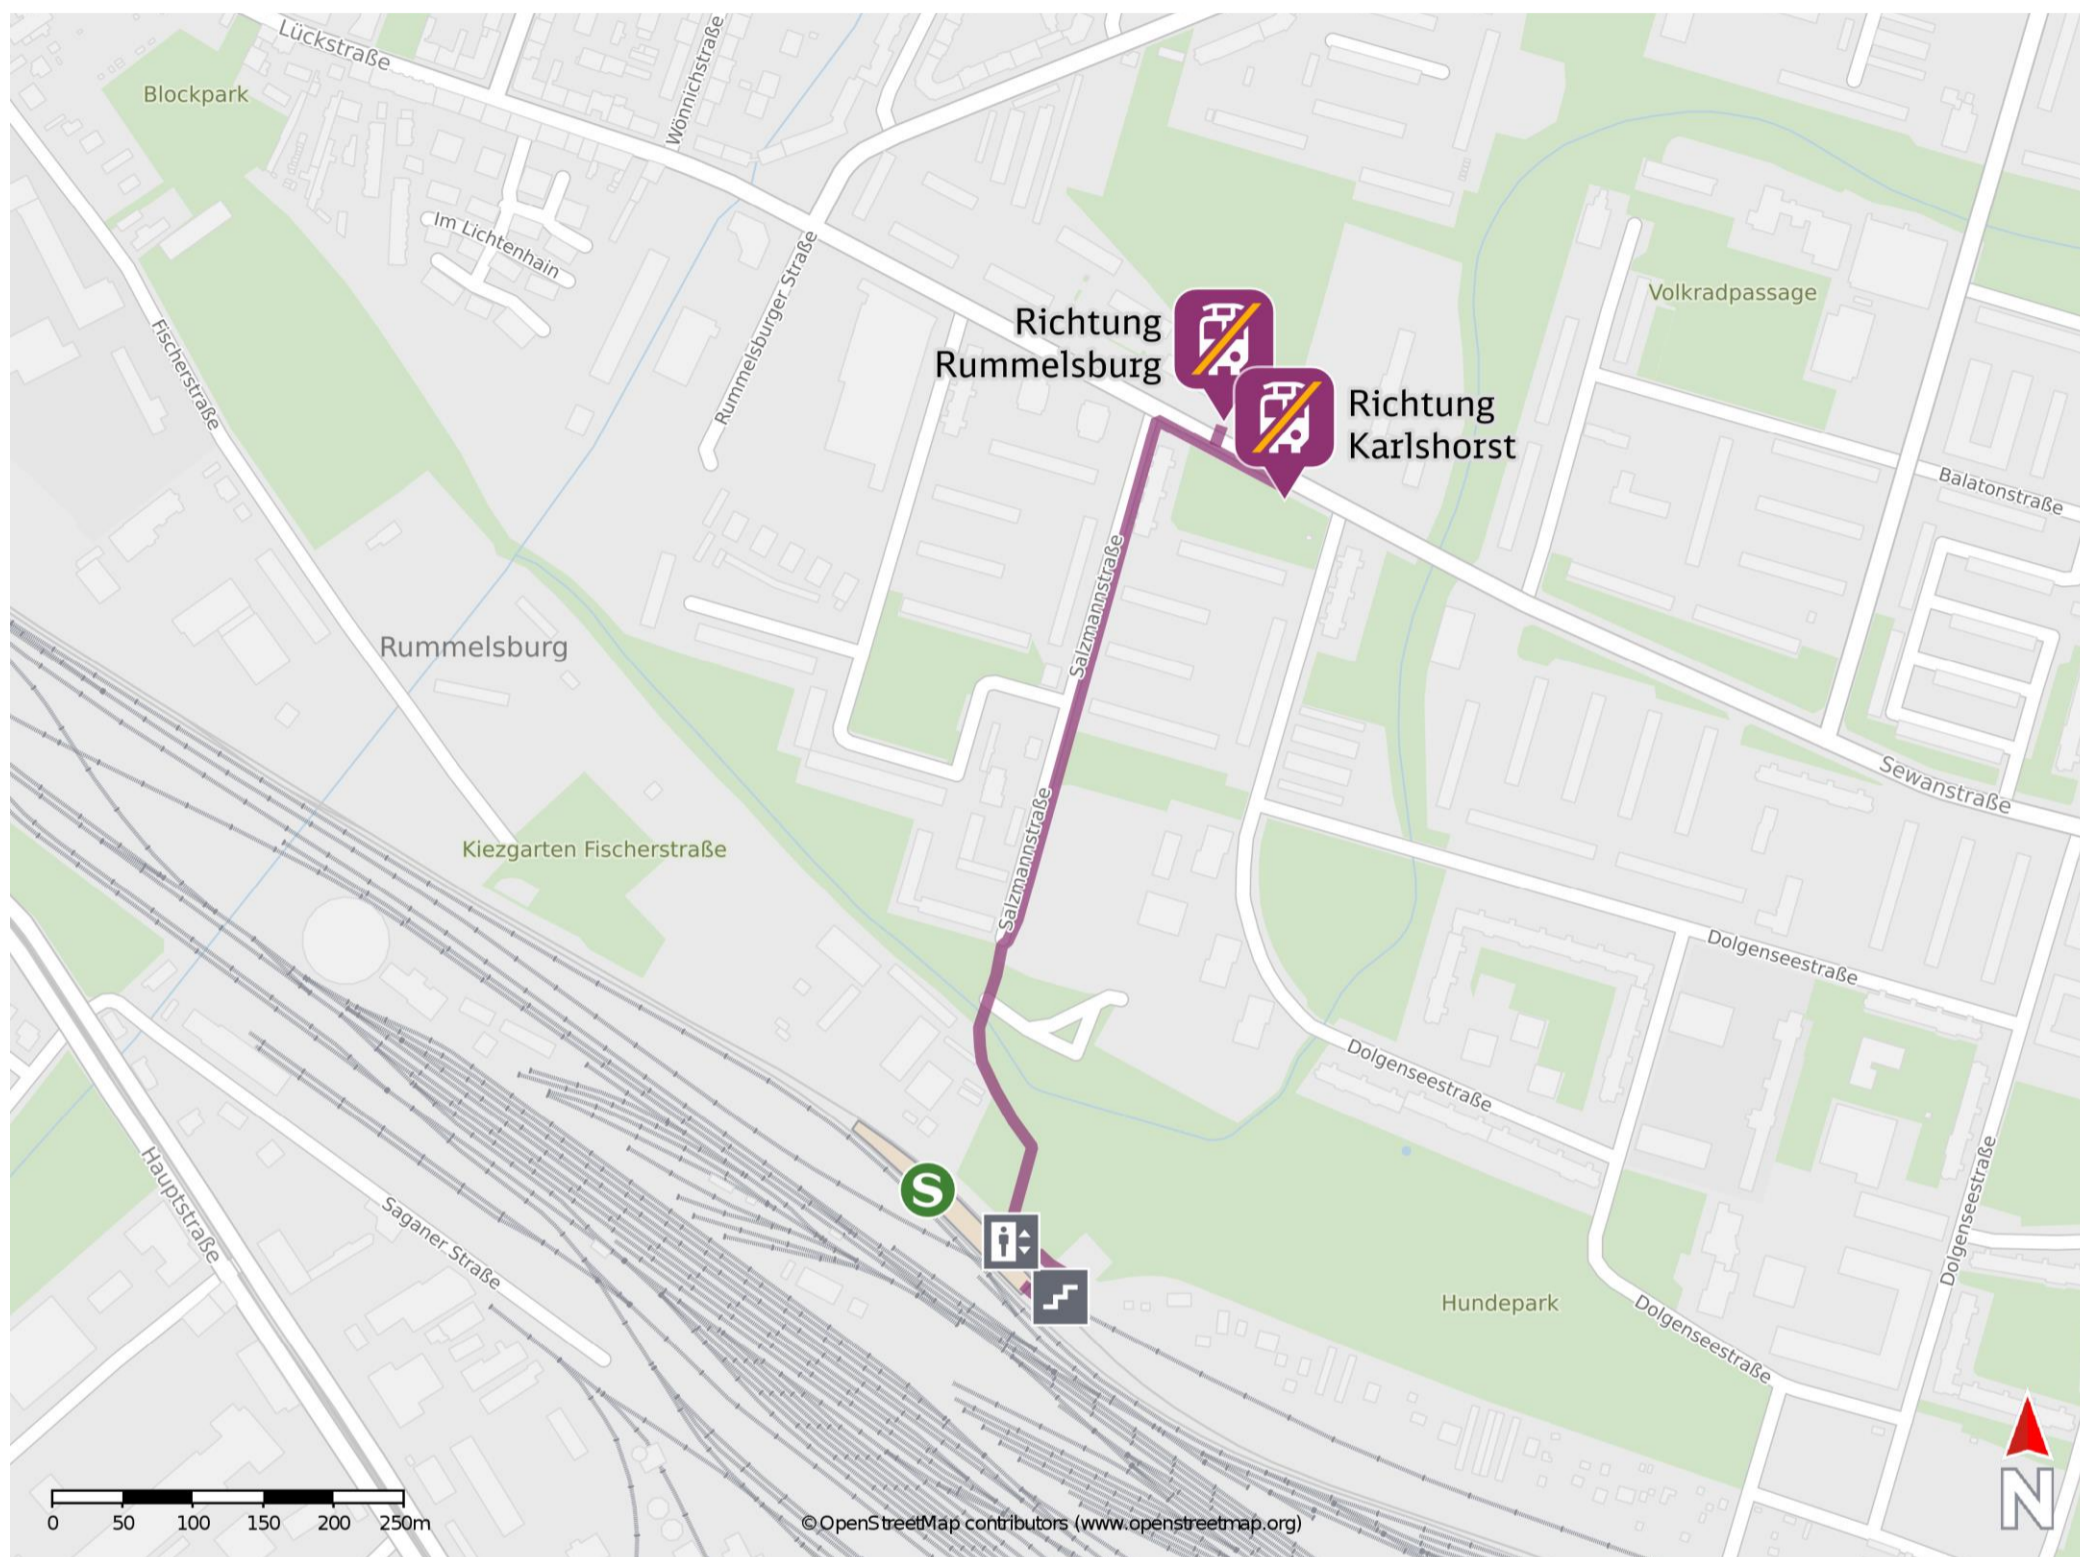 Lückstraße
Wönnichstraße
Blockpark
Im Lichtenhain
Rummelsburger Straße
Fischerstraße
Volkradpassage
Richtung
Rummelsburg
Richtung
Karlshorst
Balatonstraße
Salzmannstraße
Rummelsburg
Sewanstraße
Kiezgarten Fischerstraße
Salzmannstraße
Dolgenseestraße
Dolgenseestraße
Hauptstraße
Saganer Straße
S
Dolgenseestraße
Hundepark
Dolgenseestraße
N
0 50 100 150 200 250m
©OpenStreetMap contributors (www.openstreetmap.org)